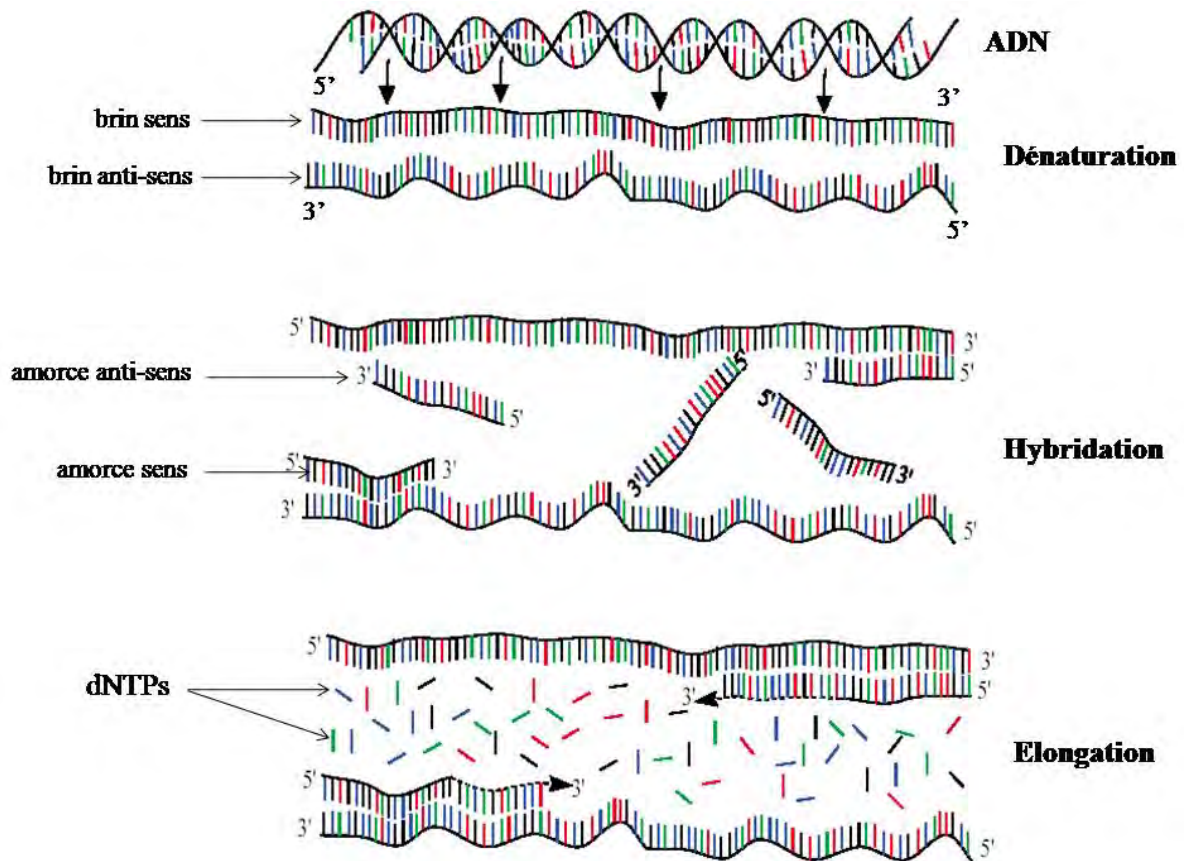 ADN
5’
3’
brin sens
Dénaturation
brin anti-sens
3’
5’
5'
3'
amorce anti-sens
3'
5'
5'
3'
5'
5'
3'
Hybridation
amorce sens
5'
3'
3'
3'
5'
5'
3'
dNTPs
3'
5'
Elongation
5'
3'
3'
5'